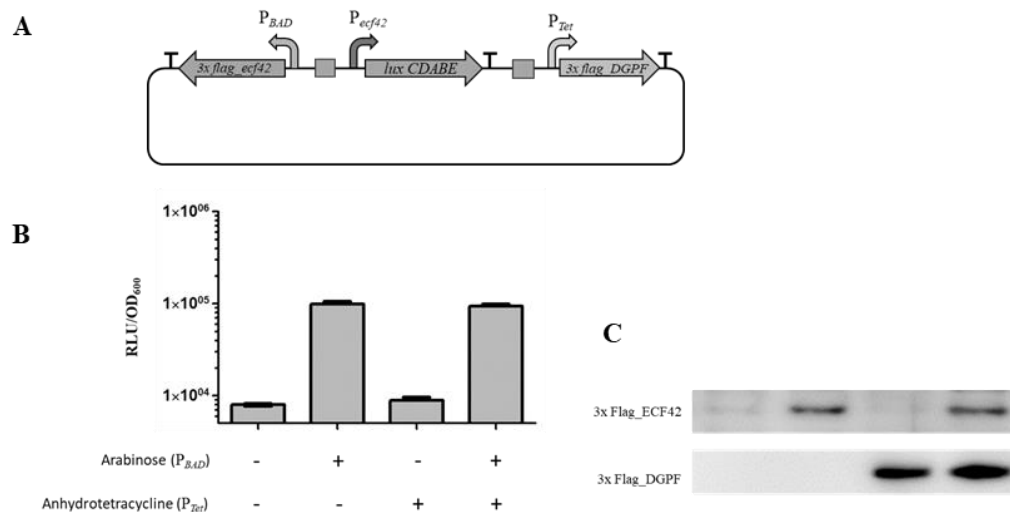 A
P_BAD P_ecf42 P_Tet
3x flag_ecf42 lux CDABE 3x flag_DGPF
B
RLU/OD600
1×10^06
1×10^05
1×10^04
Arabinose (P_BAD) - + - +
Anhydrotetracycline (P_Tet) - - + +
C
3x Flag_ECF42
3x Flag_DGPF